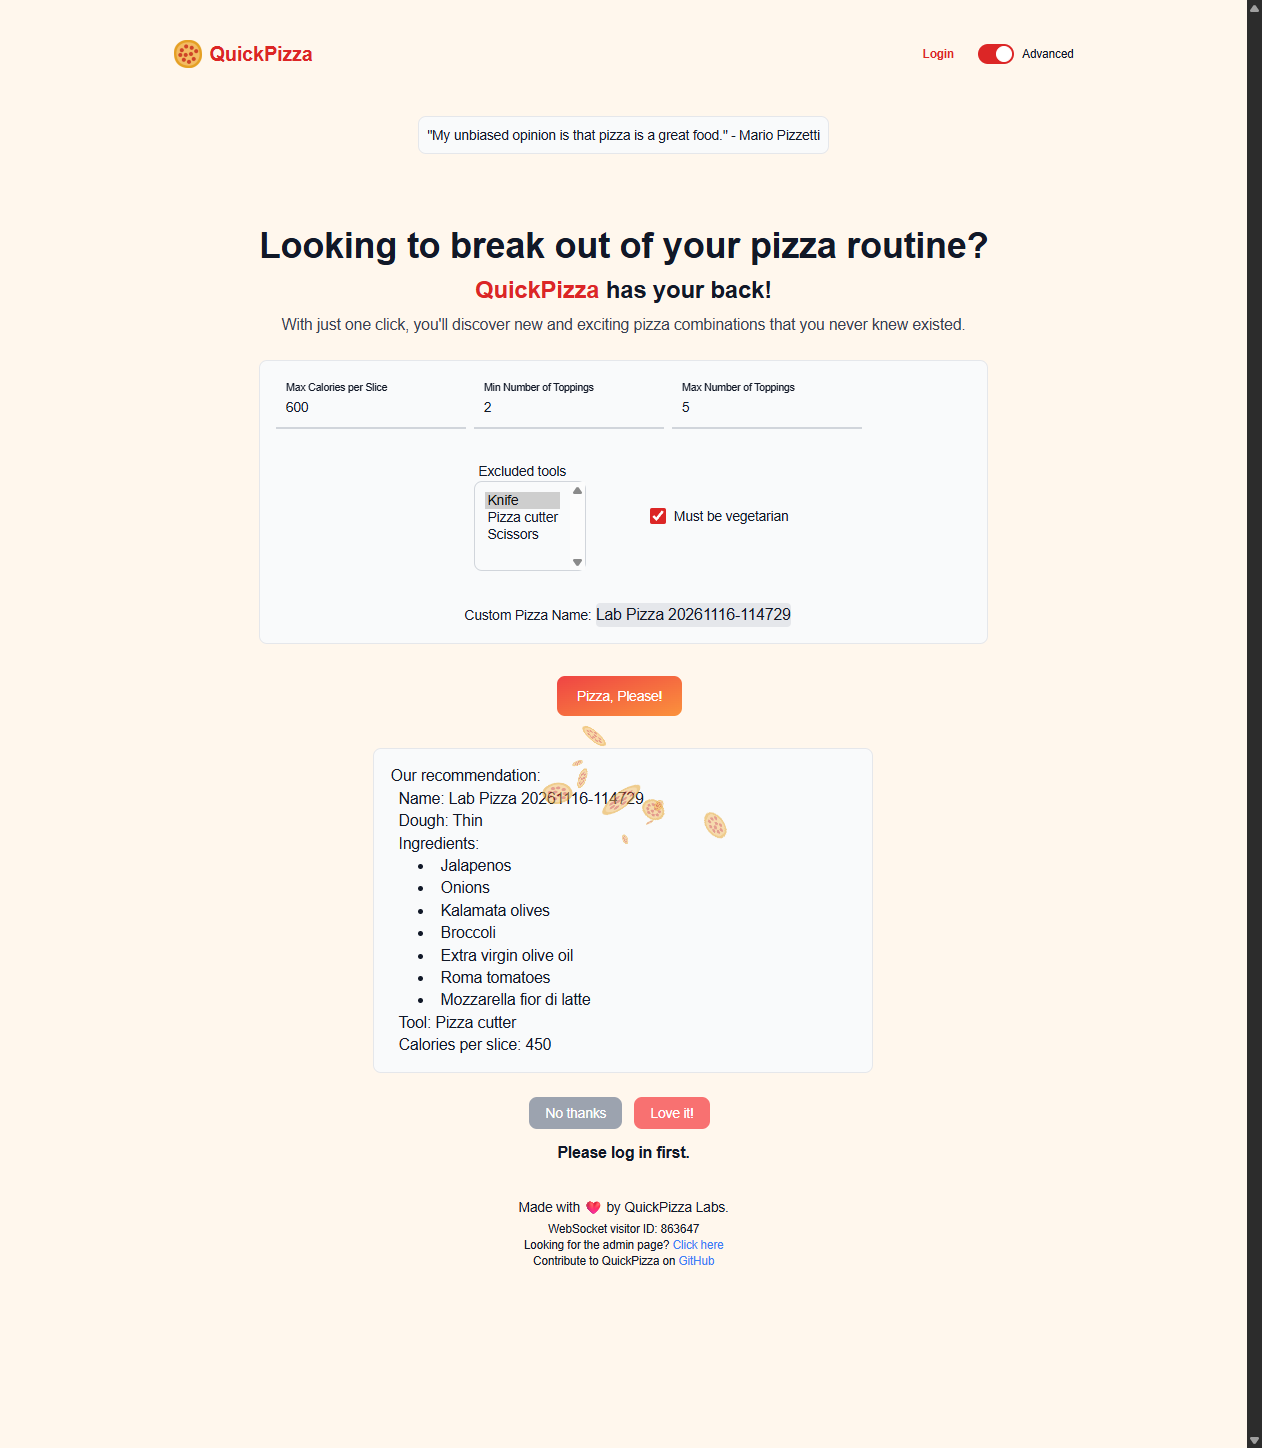 QuickPizza
Login
Advanced
"My unbiased opinion is that pizza is a great food." - Mario Pizzetti
Looking to break out of your pizza routine?
QuickPizza has your back!
With just one click, you'll discover new and exciting pizza combinations that you never knew existed.
Max Calories per Slice
600
Min Number of Toppings
2
Max Number of Toppings
5
Excluded tools
Knife
Pizza cutter
Scissors
Must be vegetarian
Custom Pizza Name: Lab Pizza 20261116-114729
Pizza, Please!
Our recommendation:
Name: Lab Pizza 20261116-114729
Dough: Thin
Ingredients:
Jalapenos
Onions
Kalamata olives
Broccoli
Extra virgin olive oil
Roma tomatoes
Mozzarella fior di latte
Tool: Pizza cutter
Calories per slice: 450
No thanks
Love it!
Please log in first.
Made with ❤️ by QuickPizza Labs.
WebSocket visitor ID: 863647
Looking for the admin page? Click here
Contribute to QuickPizza on GitHub